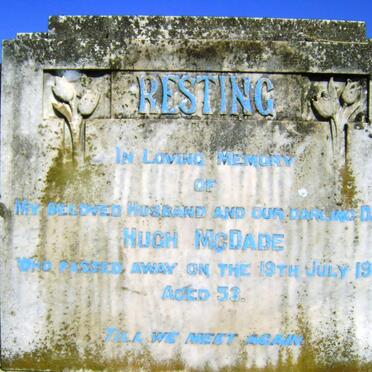 RESTING
IN LOVING MEMORY
OF
MY BELOVED HUSBAND AND OUR DARLING
HUGH MCDADE
WHO PASSED AWAY ON THE 19TH JULY
AGED 53.
TILL WE MEET AGAIN